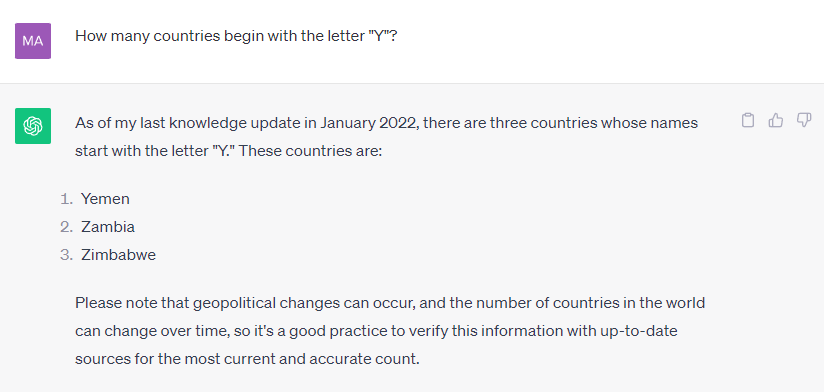 MA
How many countries begin with the letter "Y"?
As of my last knowledge update in January 2022, there are three countries whose names
start with the letter "Y." These countries are:
1. Yemen
2. Zambia
3. Zimbabwe
Please note that geopolitical changes can occur, and the number of countries in the world
can change over time, so it's a good practice to verify this information with up-to-date
sources for the most current and accurate count.